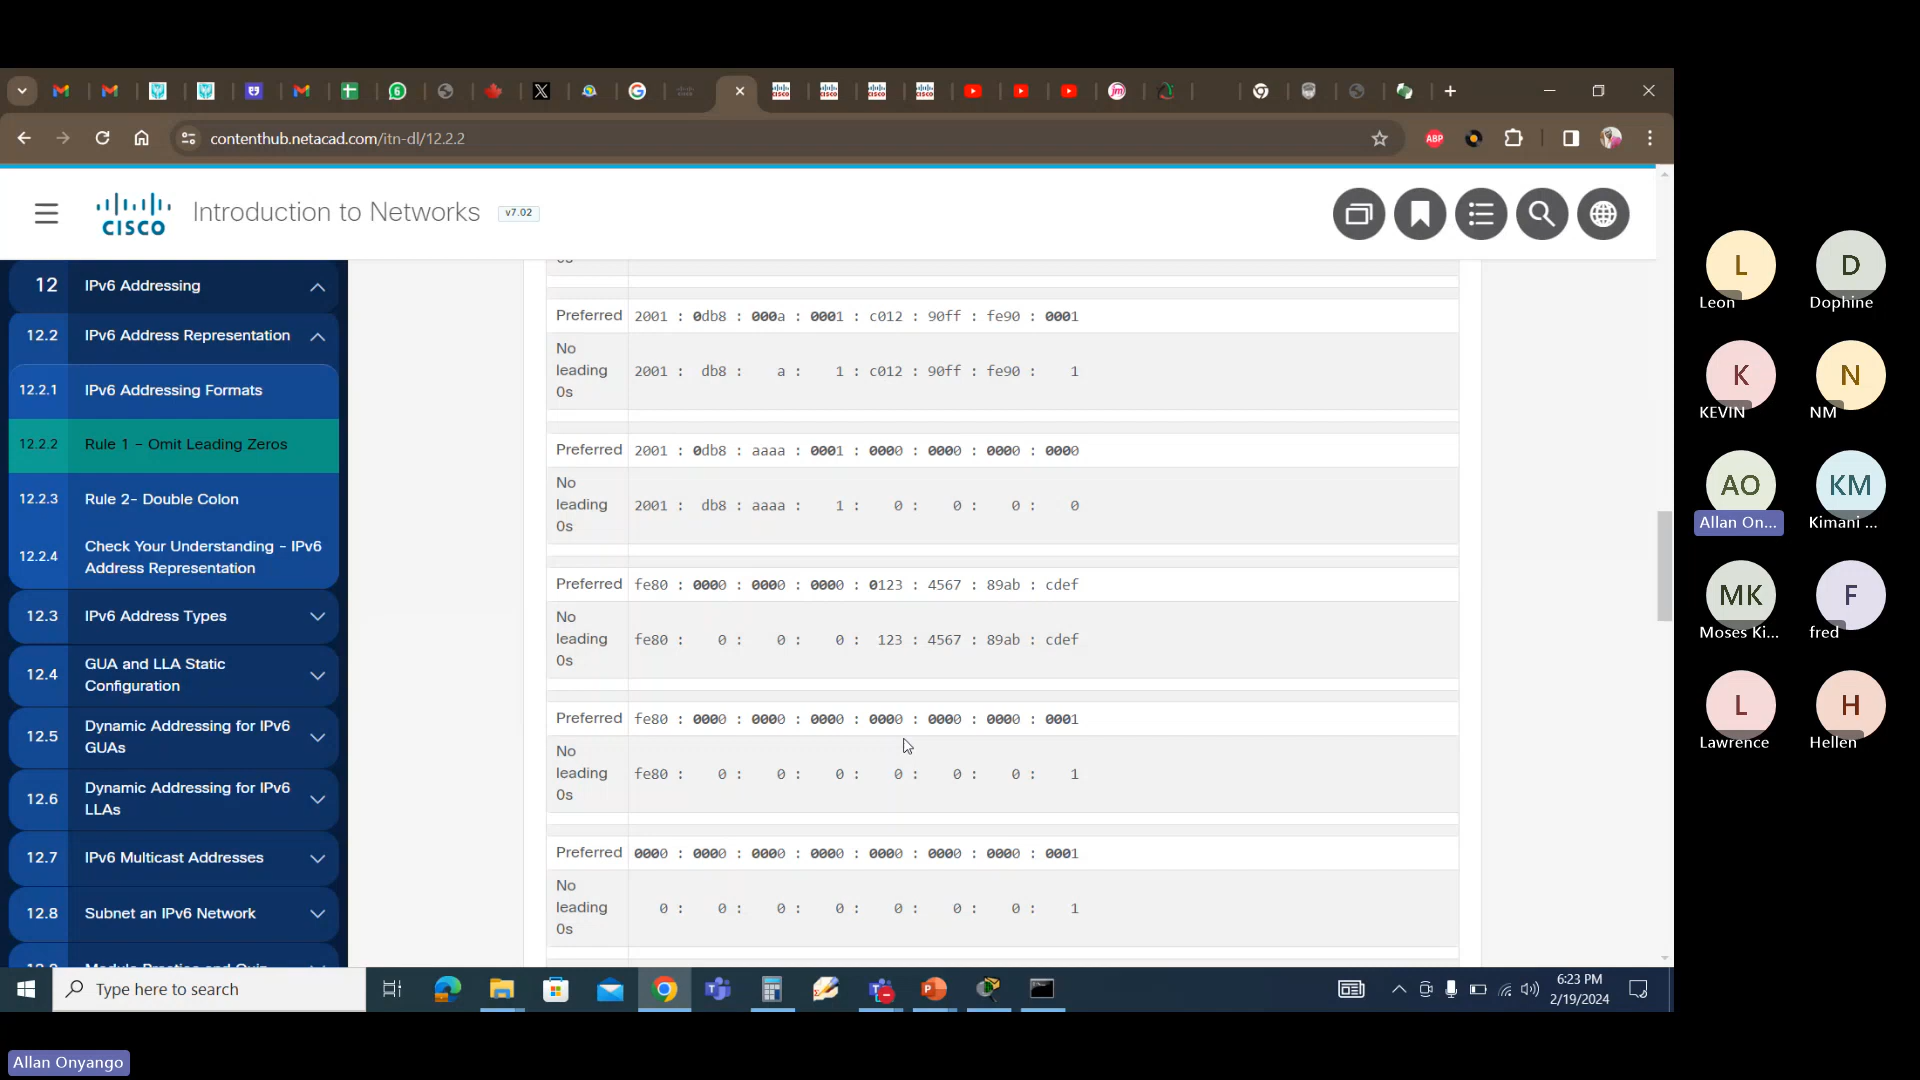 contenthub.netacad.com/itn-dl/12.2.2
ABP
CISCO
Introduction to Networks
v7.02
12 IPv6 Addressing
12.2 IPv6 Address Representation
12.2.1 IPv6 Addressing Formats
12.2.2 Rule 1 – Omit Leading Zeros
12.2.3 Rule 2- Double Colon
12.2.4 Check Your Understanding - IPv6
Address Representation
12.3 IPv6 Address Types
12.4 GUA and LLA Static
Configuration
12.5 Dynamic Addressing for IPv6
GUAs
12.6 Dynamic Addressing for IPv6
LLAs
12.7 IPv6 Multicast Addresses
12.8 Subnet an IPv6 Network
Preferred 2001 : 0db8 : 000a : 0001 : c012 : 90ff : fe90 : 0001
No
leading
0s
2001 : db8 : a : 1 : c012 : 90ff : fe90 : 1
Preferred 2001 : 0db8 : aaaa : 0001 : 0000 : 0000 : 0000 : 0000
No
leading
0s
2001 : db8 : aaaa : 1 : 0 : 0 : 0 : 0
Preferred fe80 : 0000 : 0000 : 0000 : 0123 : 4567 : 89ab : cdef
No
leading
0s
fe80 : 0 : 0 : 0 : 123 : 4567 : 89ab : cdef
Preferred fe80 : 0000 : 0000 : 0000 : 0000 : 0000 : 0000 : 0001
No
leading
0s
fe80 : 0 : 0 : 0 : 0 : 0 : 0 : 1
Preferred 0000 : 0000 : 0000 : 0000 : 0000 : 0000 : 0000 : 0001
No
leading
0s
0 : 0 : 0 : 0 : 0 : 0 : 0 : 1
Type here to search
6:23 PM
2/19/2024
L
Leon
D
Dophine
K
KEVIN
N
NM
AO
Allan On...
KM
Kimani ...
MK
Moses Ki...
F
fred
L
Lawrence
H
Hellen
Allan Onyango